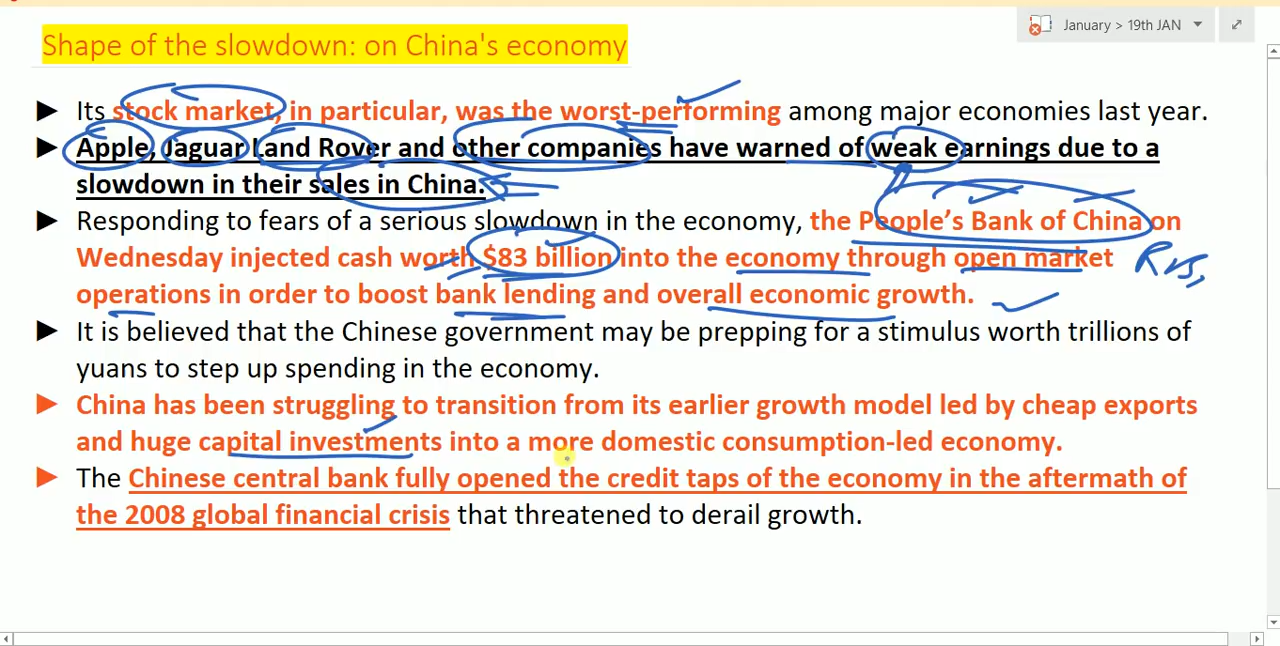 January > 19th JAN
Shape of the slowdown: on China's economy
Its stock market, in particular, was the worst-performing among major economies last year.
Apple, Jaguar Land Rover and other companies have warned of weak earnings due to a
slowdown in their sales in China.
Responding to fears of a serious slowdown in the economy, the People's Bank of China on
Wednesday injected cash worth $83 billion into the economy through open market
operations in order to boost bank lending and overall economic growth.
It is believed that the Chinese government may be prepping for a stimulus worth trillions of
yuans to step up spending in the economy.
China has been struggling to transition from its earlier growth model led by cheap exports
and huge capital investments into a more domestic consumption-led economy.
The Chinese central bank fully opened the credit taps of the economy in the aftermath of
the 2008 global financial crisis that threatened to derail growth.